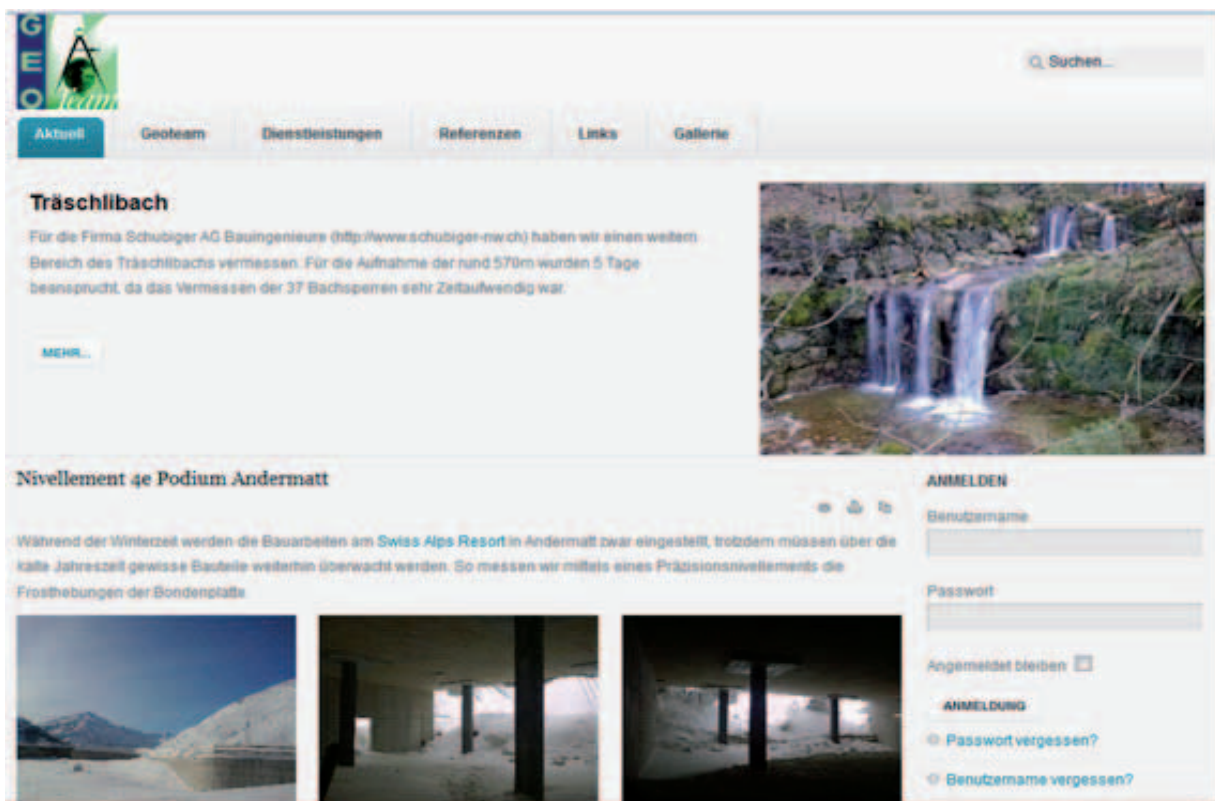 GEO
team
Suchen...
Aktuell Geoteam Dienstleistungen Referenzen Links Gallerie
Träschlibach
Für die Firma Schubiger AG Bauingenieure (http://www.schubiger-nw.ch) haben wir einen weitern
Bereich des Träschlibachs vermessen. Für die Aufnahme der rund 570m wurden 5 Tage
beansprucht, da das Vermessen der 37 Bachsperren sehr Zeitaufwendig war.
MEHR...
Nivellement 4e Podium Andermatt
Während der Winterzeit werden die Bauarbeiten am Swiss Alps Resort in Andermatt zwar eingestellt, trotzdem müssen über die
kalte Jahreszeit gewisse Bauteile weiterhin überwacht werden. So messen wir mittels eines Präzisionsnivellements die
Frosthebungen der Bondenplatte.
ANMELDEN
Benutzername
Passwort
Angemeldet bleiben
ANMELDUNG
Passwort vergessen?
Benutzername vergessen?